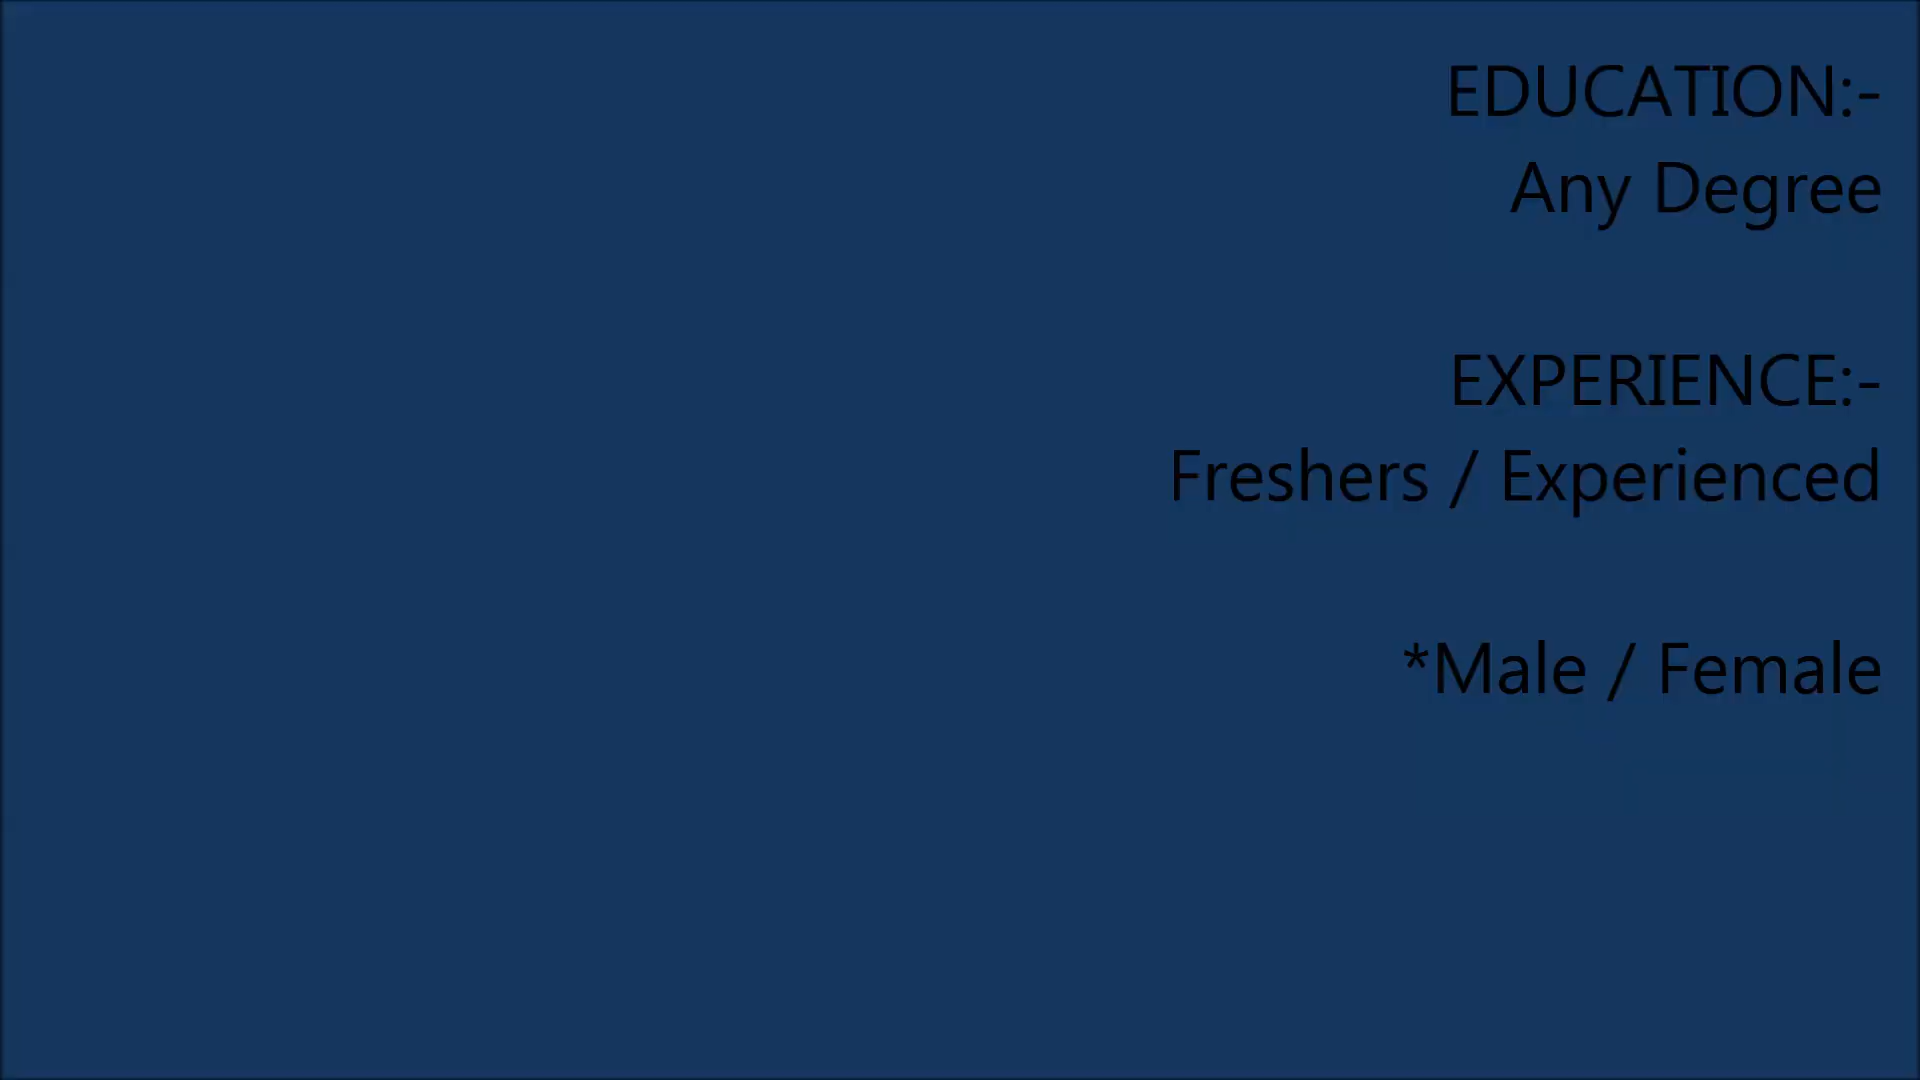 EDUCATION:-
Any Degree
EXPERIENCE:-
Freshers / Experienced
*Male / Female